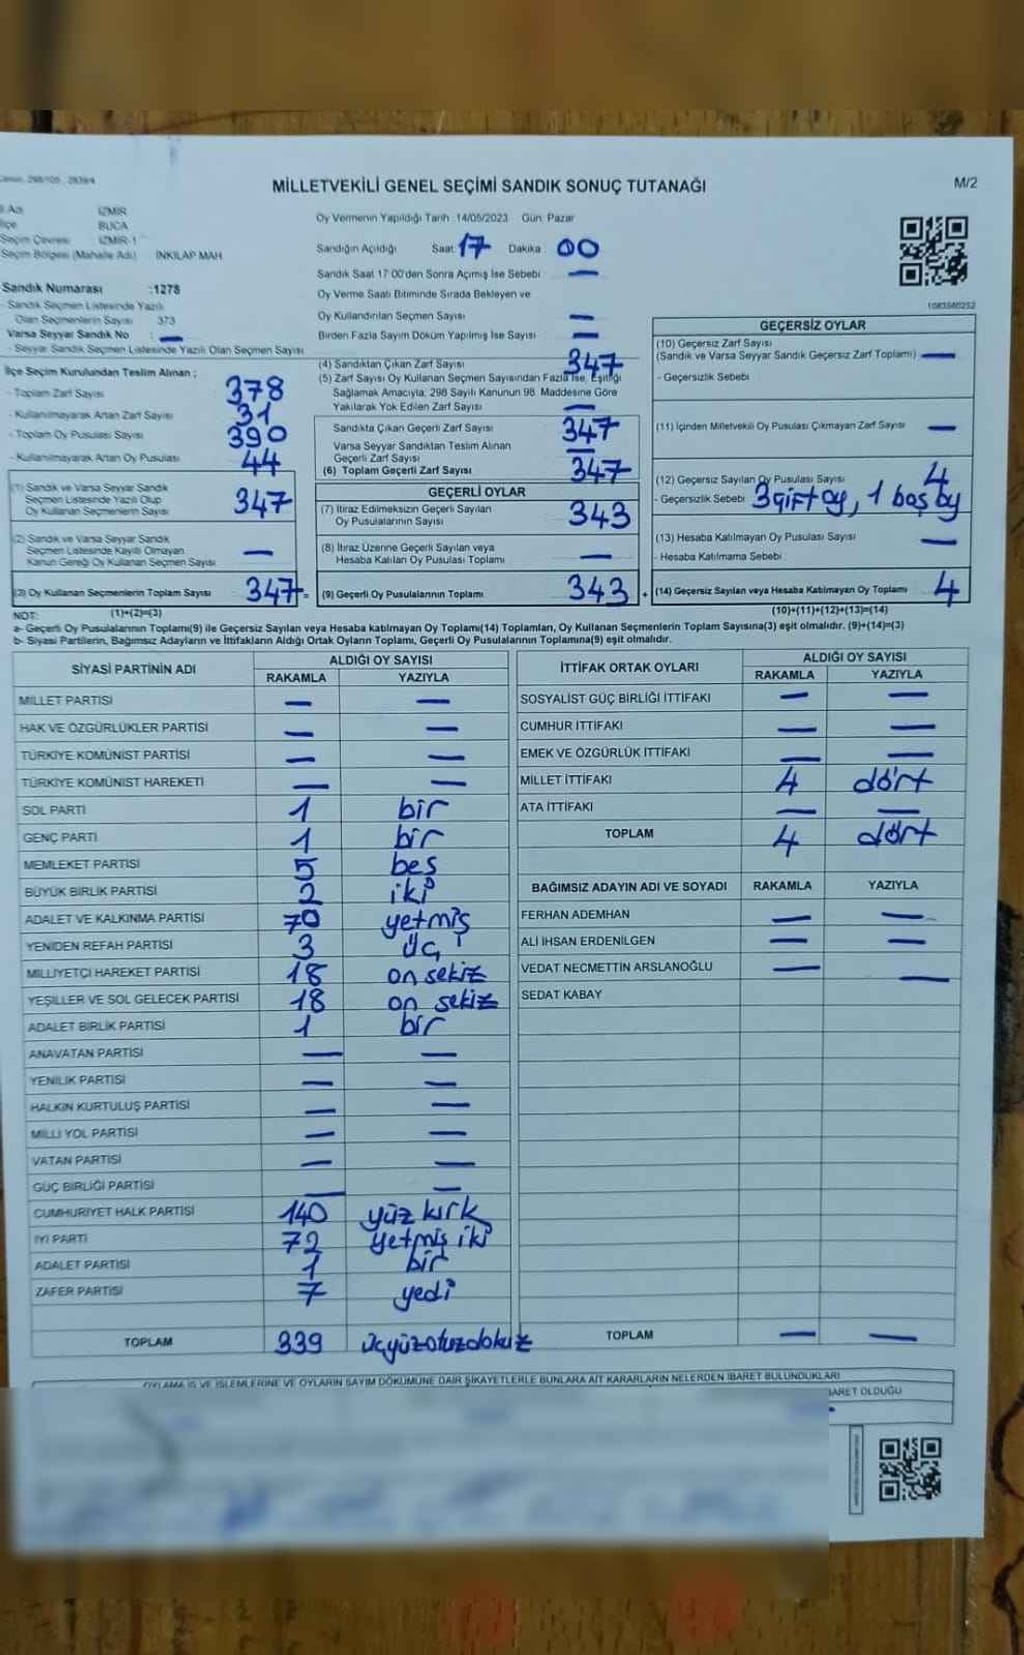 MİLLETVEKİLİ GENEL SEÇİMİ SANDIK SONUÇ TUTANAĞI
M/2
İZMİR
BUCA
Seçim Çevresi İZMİR-1
Seçim Bölgesi (Mahalle Adı) İNKILAP MAH
Sandık Numarası :1278
Sandık Seçmen Listesinde Yazılı
Olan Seçmenlerin Sayısı 373
Varsa Seyyar Sandık No —
Seyyar Sandık Seçmen Listesinde Yazılı Olan Seçmen Sayısı
İlçe Seçim Kurulundan Teslim Alınan ;
- Toplam Zarf Sayısı 378
- Kullanılmayarak Artan Zarf Sayısı 31
- Toplam Oy Pusulası Sayısı 390
- Kullanılmayarak Artan Oy Pusulası 44
(1) Sandık ve Varsa Seyyar Sandık
Seçmen Listesinde Yazılı Olup
Oy Kullanan Seçmenlerin Sayısı 347
(2) Sandık ve Varsa Seyyar Sandık
Seçmen Listesinde Kayıtlı Olmayan
Kanun Gereği Oy Kullanan Seçmen Sayısı —
(3) Oy Kullanan Seçmenlerin Toplam Sayısı 347 =
(1)+(2)=(3)
Oy Vermenin Yapıldığı Tarih :14/05/2023 Gün: Pazar
Sandığın Açıldığı Saat 17 Dakika 00
Sandık Saat 17:00'den Sonra Açımış İse Sebebi —
Oy Verme Saati Bitiminde Sırada Bekleyen ve
Oy Kullandırılan Seçmen Sayısı —
Birden Fazla Sayım Döküm Yapılmış İse Sayısı —
(4) Sandıktan Çıkan Zarf Sayısı 347
(5) Zarf Sayısı Oy Kullanan Seçmen Sayısından Fazla İse, Eşitliği
Sağlamak Amacıyla, 298 Sayılı Kanunun 98. Maddesine Göre
Yakılarak Yok Edilen Zarf Sayısı —
Sandıkta Çıkan Geçerli Zarf Sayısı 347
Varsa Seyyar Sandıktan Teslim Alınan
Geçerli Zarf Sayısı —
(6) Toplam Geçerli Zarf Sayısı 347
GEÇERLİ OYLAR
(7) İtiraz Edilmeksizin Geçerli Sayılan
Oy Pusulalarının Sayısı 343
(8) İtiraz Üzerine Geçerli Sayılan veya
Hesaba Katılan Oy Pusulası Toplamı —
(9) Geçerli Oy Pusulalarının Toplamı 343 +
1083580252
GEÇERSİZ OYLAR
(10) Geçersiz Zarf Sayısı
(Sandık ve Varsa Seyyar Sandık Geçersiz Zarf Toplamı) —
- Geçersizlik Sebebi
(11) İçinden Milletvekili Oy Pusulası Çıkmayan Zarf Sayısı —
(12) Geçersiz Sayılan Oy Pusulası Sayısı 4
- Geçersizlik Sebebi 3 çift oy, 1 boş oy
(13) Hesaba Katılmayan Oy Pusulası Sayısı —
- Hesaba Katılmama Sebebi
(14) Geçersiz Sayılan veya Hesaba Katılmayan Oy Toplamı 4
(10)+(11)+(12)+(13)=(14)
NOT:
a- Geçerli Oy Pusulalarının Toplamı(9) ile Geçersiz Sayılan veya Hesaba katılmayan Oy Toplamı(14) Toplamları, Oy Kullanan Seçmenlerin Toplam Sayısına(3) eşit olmalıdır. (9)+(14)=(3)
b- Siyasi Partilerin, Bağımsız Adayların ve İttifakların Aldığı Ortak Oyların Toplamı, Geçerli Oy Pusulalarının Toplamına(9) eşit olmalıdır.
SİYASİ PARTİNİN ADI ALDIĞI OY SAYISI
RAKAMLA YAZIYLA
MİLLET PARTİSİ — —
HAK VE ÖZGÜRLÜKLER PARTİSİ — —
TÜRKİYE KOMÜNİST PARTİSİ — —
TÜRKİYE KOMÜNİST HAREKETİ — —
SOL PARTİ 1 bir
GENÇ PARTİ 1 bir
MEMLEKET PARTİSİ 5 beş
BÜYÜK BİRLİK PARTİSİ 2 iki
ADALET VE KALKINMA PARTİSİ 70 yetmiş
YENİDEN REFAH PARTİSİ 3 üç
MİLLİYETÇİ HAREKET PARTİSİ 18 on sekiz
YEŞİLLER VE SOL GELECEK PARTİSİ 18 on sekiz
ADALET BİRLİK PARTİSİ 1 bir
ANAVATAN PARTİSİ — —
YENİLİK PARTİSİ — —
HALKIN KURTULUŞ PARTİSİ — —
MİLLİ YOL PARTİSİ — —
VATAN PARTİSİ — —
GÜÇ BİRLİĞİ PARTİSİ — —
CUMHURİYET HALK PARTİSİ 140 yüz kırk
İYİ PARTİ 72 yetmiş iki
ADALET PARTİSİ 1 bir
ZAFER PARTİSİ 7 yedi
TOPLAM 339 üçyüzotuzdokuz
İTTİFAK ORTAK OYLARI ALDIĞI OY SAYISI
RAKAMLA YAZIYLA
SOSYALİST GÜÇ BİRLİĞİ İTTİFAKI — —
CUMHUR İTTİFAKI — —
EMEK VE ÖZGÜRLÜK İTTİFAKI — —
MİLLET İTTİFAKI 4 dört
ATA İTTİFAKI — —
TOPLAM 4 dört
BAĞIMSIZ ADAYIN ADI VE SOYADI RAKAMLA YAZIYLA
FERHAN ADEMHAN — —
ALİ İHSAN ERDENİLGEN — —
VEDAT NECMETTİN ARSLANOĞLU — —
SEDAT KABAY
TOPLAM — —
OYLAMA İŞ VE İŞLEMLERİNE VE OYLARIN SAYIM DÖKÜMÜNE DAİR ŞİKAYETLERLE BUNLARA AİT KARARLARIN NELERDEN İBARET BULUNDUKLARI
İBARET OLDUĞU